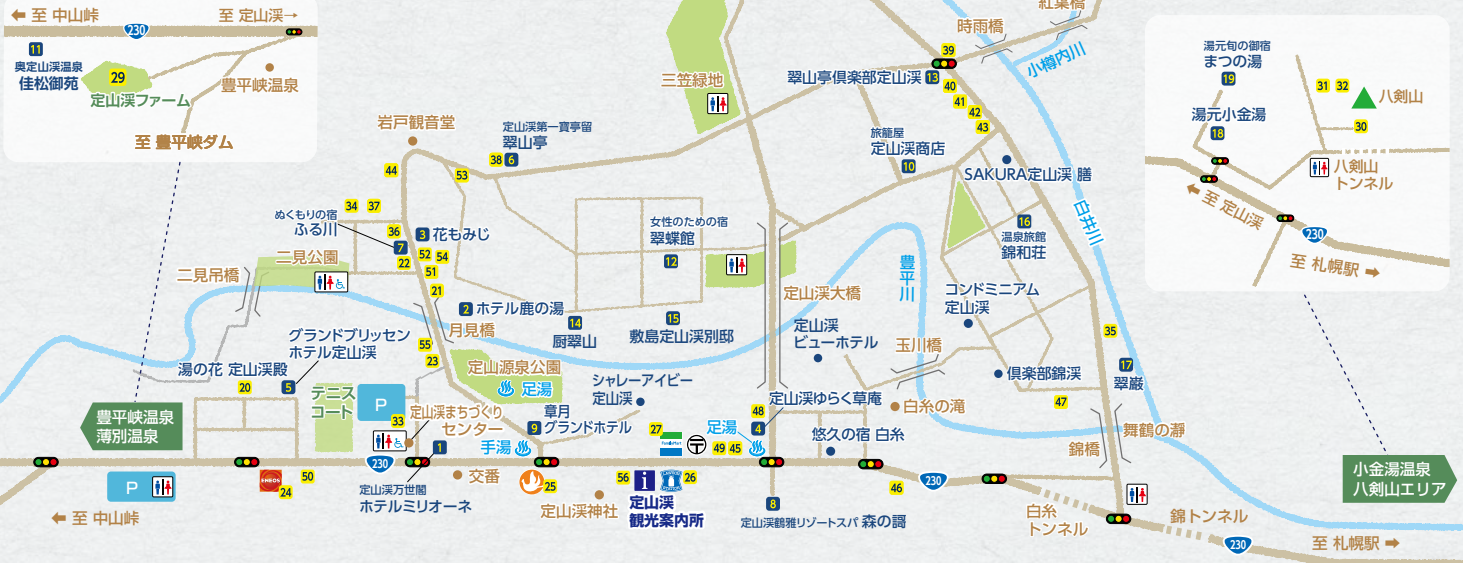 至 中山峠
至 定山渓
230
11
奥定山渓温泉
佳松御苑
29
定山渓ファーム
豊平峡温泉
至 豊平峡ダム
岩戸観音堂
44
定山渓第一寶亭留
翠山亭
38 6
53
三笠緑地
時雨橋
紅葉橋
小樽内川
39
翠山亭倶楽部定山渓 13
40
41
42
43
旅籠屋
定山渓商店
10
SAKURA定山渓 膳
白井川
湯元旬の御宿
まつの湯
19
湯元小金湯
18
31 32
八剣山
30
八剣山
トンネル
至 定山渓
230
至 札幌駅
34 37
ぬくもりの宿
ふる川
36
7
22
3 花もみじ
52 54
51
21
二見公園
二見吊橋
女性のための宿
翠蝶館
12
16
温泉旅館
錦和荘
豊平川
定山渓大橋
コンドミニアム
定山渓
2 ホテル鹿の湯
月見橋
14
厨翠山
15
敷島定山渓別邸
定山渓
ビューホテル
玉川橋
35
グランドブリッセン
ホテル定山渓
湯の花 定山渓殿
20
5
55
23
定山源泉公園
足湯
シャレーアイビー
定山渓
倶楽部錦渓
17
翠巌
47
テニス
コート
P
33
定山渓まちづくり
センター
章月
9 グランドホテル
手湯
定山渓ゆらく草庵
48
4
足湯
白糸の滝
悠久の宿 白糸
舞鶴の瀞
錦橋
豊平峡温泉
薄別温泉
27
FamilyMart
49 45
1
230
交番
P
ENEOS
24
50
定山渓万世閣
ホテルミリオーネ
25
定山渓神社
56
i
26
定山渓
観光案内所
8
定山渓鶴雅リゾートスパ 森の謌
46
230
白糸
トンネル
錦トンネル
230
至 中山峠
至 札幌駅
小金湯温泉
八剣山エリア